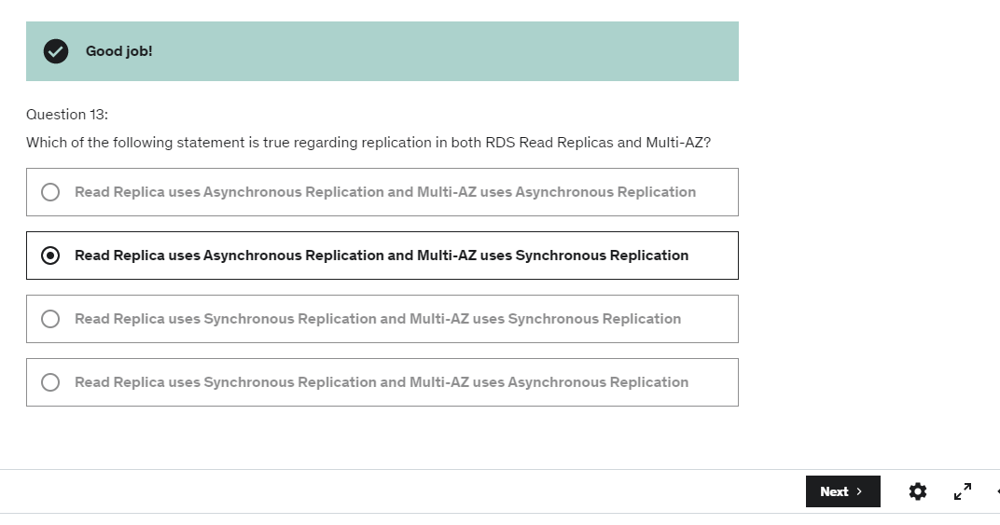 Good job!
Question 13:
Which of the following statement is true regarding replication in both RDS Read Replicas and Multi-AZ?
Read Replica uses Asynchronous Replication and Multi-AZ uses Asynchronous Replication
Read Replica uses Asynchronous Replication and Multi-AZ uses Synchronous Replication
Read Replica uses Synchronous Replication and Multi-AZ uses Synchronous Replication
Read Replica uses Synchronous Replication and Multi-AZ uses Asynchronous Replication
Next